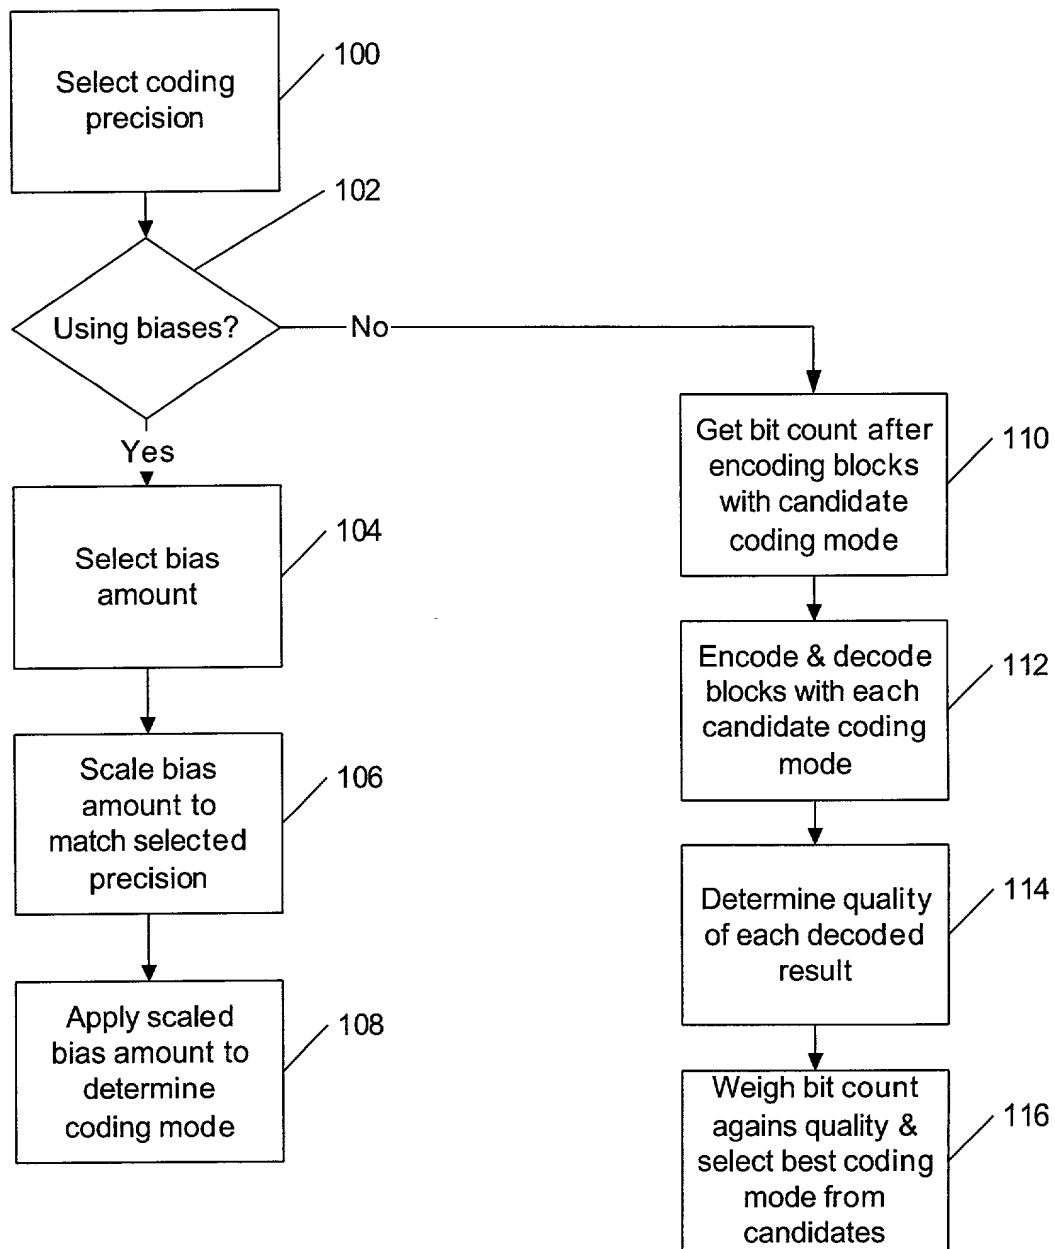 Select coding
precision
100
102
Using biases?
No
Yes
Select bias
amount
104
Scale bias
amount to
match selected
precision
106
Apply scaled
bias amount to
determine
coding mode
108
Get bit count after
encoding blocks
with candidate
coding mode
110
Encode & decode
blocks with each
candidate coding
mode
112
Determine quality
of each decoded
result
114
Weigh bit count
agains quality &
select best coding
mode from
candidates
116